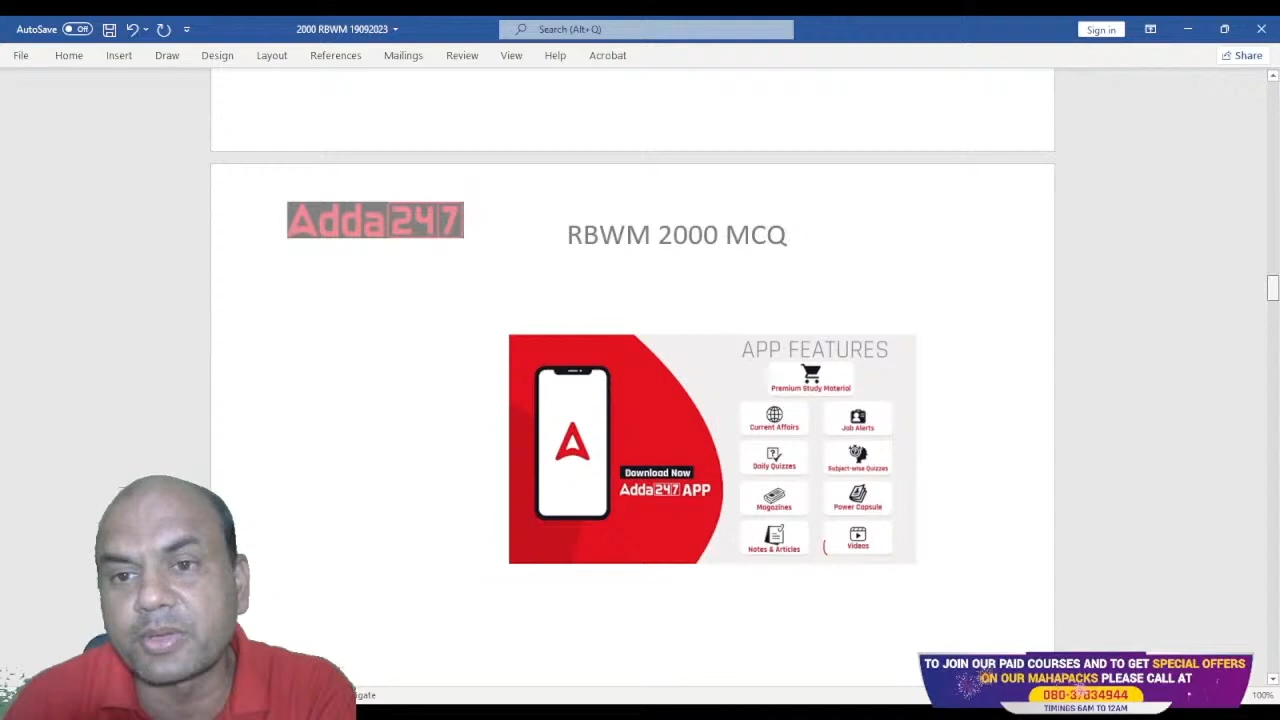 AutoSave Off 2000 RBWM 19092023 Search (Alt+Q) Sign in
File Home Insert Draw Design Layout References Mailings Review View Help Acrobat Share
Adda247
RBWM 2000 MCQ
APP FEATURES
Premium Study Material
Current Affairs Job Alerts
Daily Quizzes Subject-wise Quizzes
Download Now
Adda247 APP
Magazines Power Capsule
Notes & Articles Videos
TO JOIN OUR PAID COURSES AND TO GET SPECIAL OFFERS
ON OUR MAHAPACKS PLEASE CALL AT
080-37834944
TIMINGS 6AM TO 12AM
100%